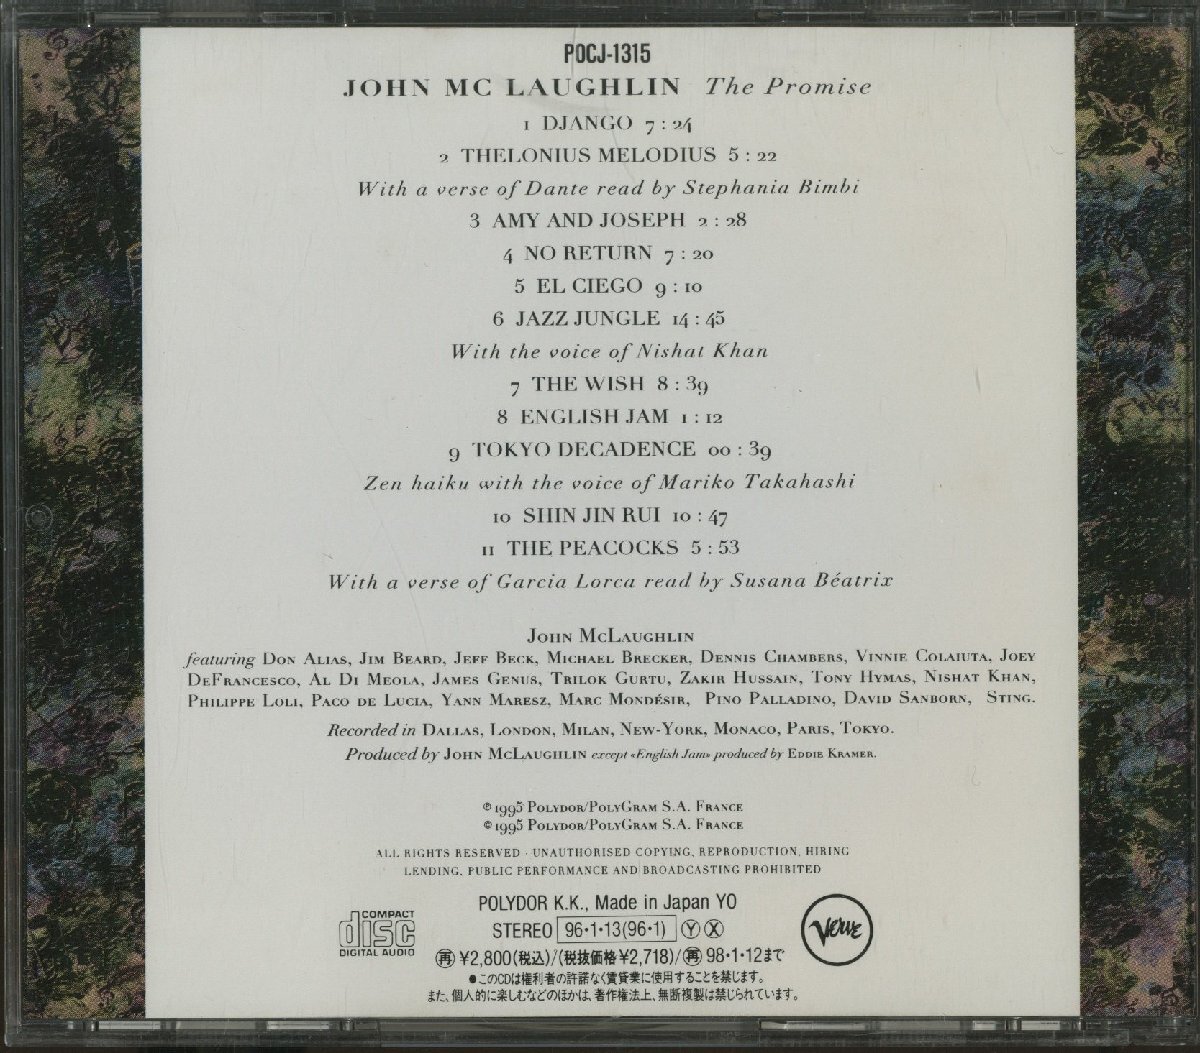 POCJ-1315
JOHN MC LAUGHLIN The Promise
1 DJANGO 7 : 24
2 THELONIUS MELODIUS 5 : 22
With a verse of Dante read by Stephania Bimbi
3 AMY AND JOSEPH 2 : 28
4 NO RETURN 7 : 20
5 EL CIEGO 9 : 10
6 JAZZ JUNGLE 14 : 45
With the voice of Nishat Khan
7 THE WISH 8 : 39
8 ENGLISH JAM 1 : 12
9 TOKYO DECADENCE 00 : 39
Zen haiku with the voice of Mariko Takahashi
10 SHIN JIN RUI 10 : 47
11 THE PEACOCKS 5 : 53
With a verse of Garcia Lorca read by Susana Béatrix
JOHN MCLAUGHLIN
featuring DON ALIAS, JIM BEARD, JEFF BECK, MICHAEL BRECKER, DENNIS CHAMBERS, VINNIE COLAIUTA, JOEY
DEFRANCESCO, AL DI MEOLA, JAMES GENUS, TRILOK GURTU, ZAKIR HUSSAIN, TONY HYMAS, NISHAT KHAN,
PHILIPPE LOLI, PACO DE LUCIA, YANN MARESZ, MARC MONDÉSIR, PINO PALLADINO, DAVID SANBORN, STING.
Recorded in DALLAS, LONDON, MILAN, NEW-YORK, MONACO, PARIS, TOKYO.
Produced by JOHN MCLAUGHLIN except «English Jam» produced by EDDIE KRAMER.
℗ 1995 POLYDOR/POLYGRAM S.A. FRANCE
© 1995 POLYDOR/POLYGRAM S.A. FRANCE
ALL RIGHTS RESERVED · UNAUTHORISED COPYING, REPRODUCTION, HIRING
LENDING, PUBLIC PERFORMANCE AND BROADCASTING PROHIBITED
POLYDOR K.K., Made in Japan YO
COMPACT disc DIGITAL AUDIO
STEREO 96·1·13(96·1) Ⓨ Ⓧ
VERVE
㊢ ¥2,800(税込)/(税抜価格¥2,718)/再 98·1·12まで
●このCDは権利者の許諾なく賃貸業に使用することを禁じます。
また、個人的に楽しむなどのほかは、著作権法上、無断複製は禁じられています。